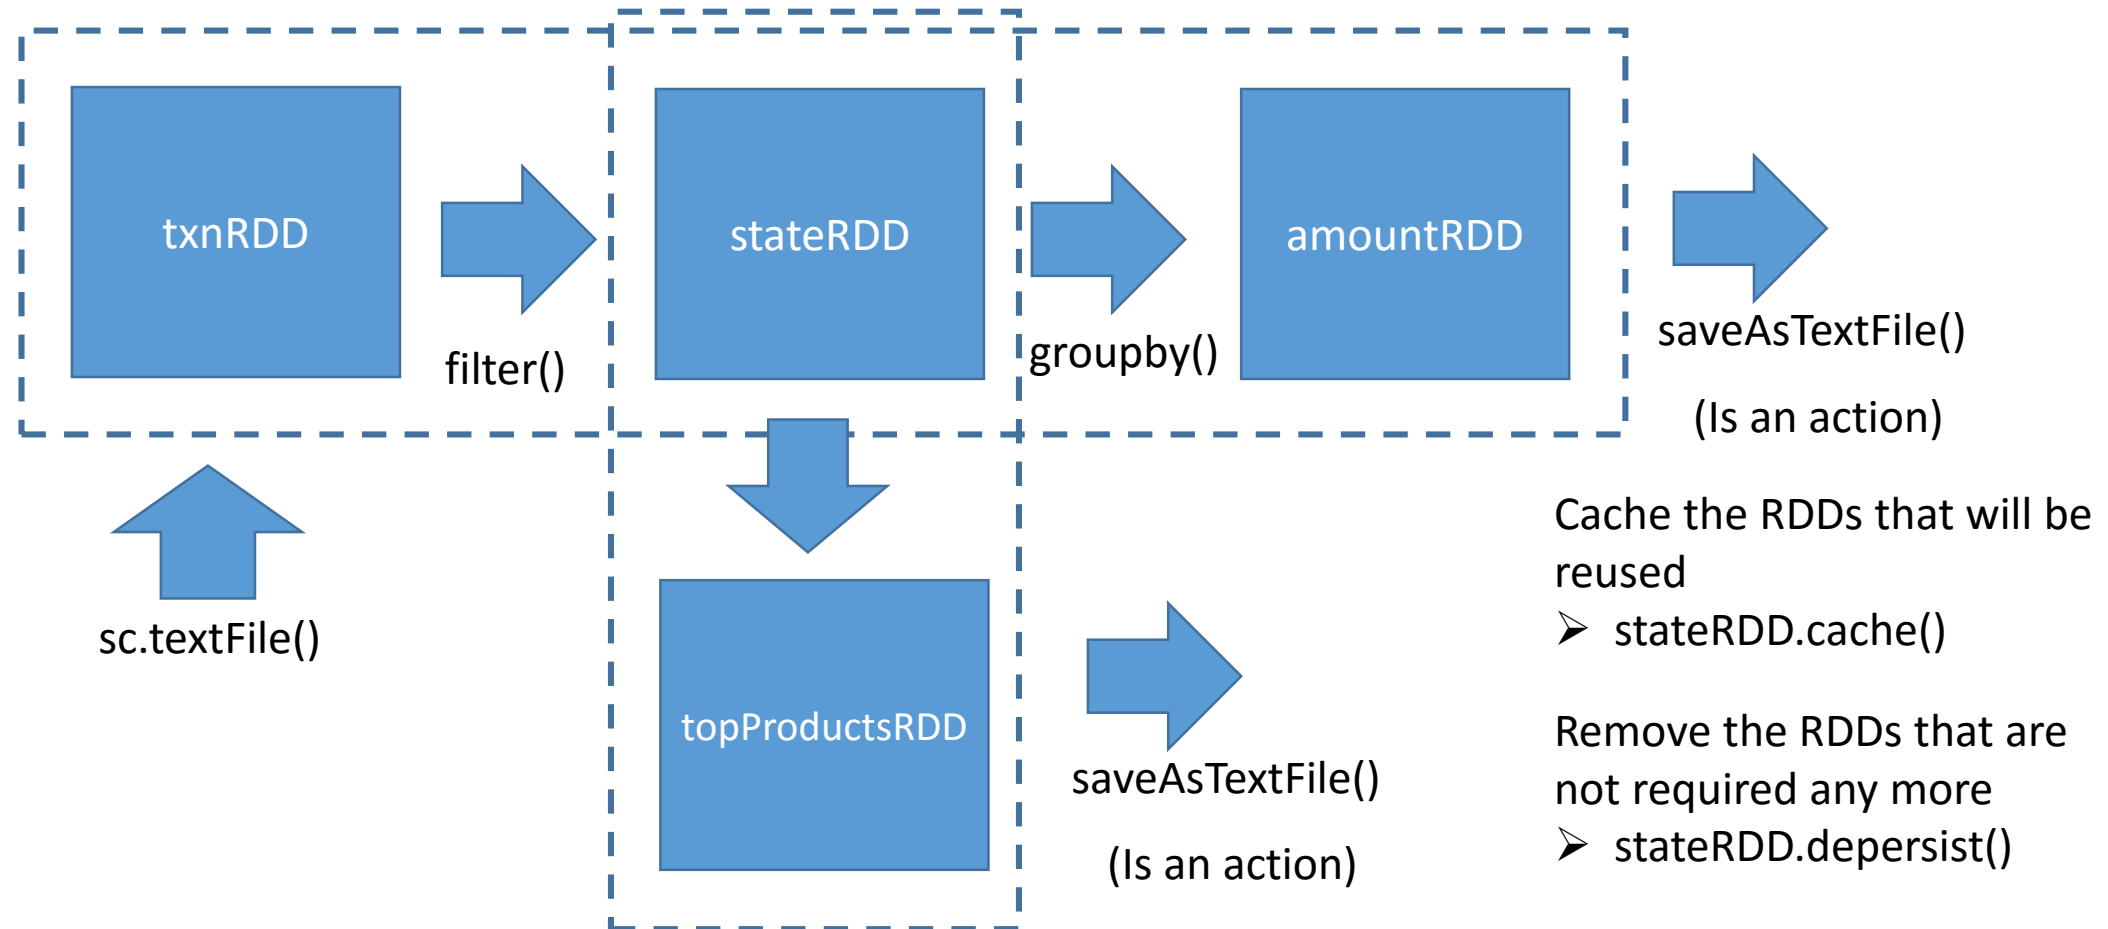 txnRDD
stateRDD
amountRDD
filter()
groupby()
saveAsTextFile()
(Is an action)
sc.textFile()
topProductsRDD
saveAsTextFile()
(Is an action)
Cache the RDDs that will be
reused
➢ stateRDD.cache()
Remove the RDDs that are
not required any more
➢ stateRDD.depersist()